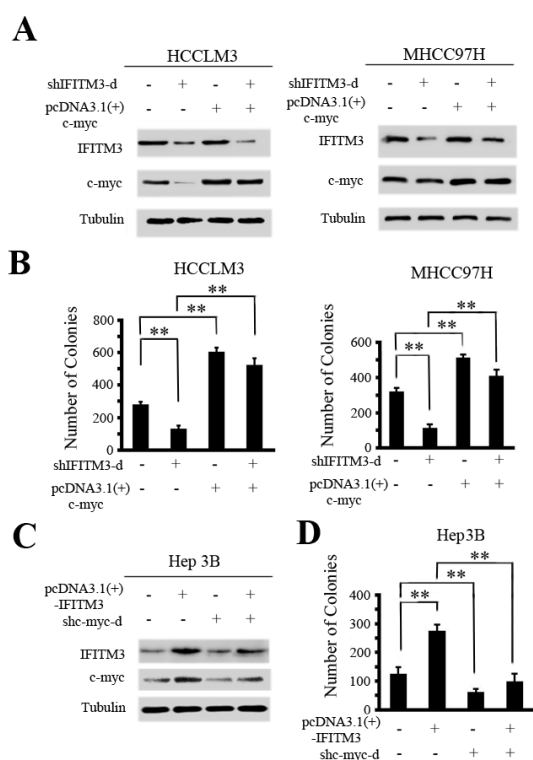 A
HCCLM3
shIFITM3-d - + - +
pcDNA3.1(+) - - + +
c-myc
IFITM3
c-myc
Tubulin
MHCC97H
shIFITM3-d - + - +
pcDNA3.1(+) - - + +
c-myc
IFITM3
c-myc
Tubulin
B
HCCLM3
**
**
**
Number of Colonies
800
600
400
200
0
shIFITM3-d - + - +
pcDNA3.1(+) - - + +
c-myc
MHCC97H
**
**
**
Number of Colonies
600
400
200
0
shIFITM3-d - + - +
pcDNA3.1(+) - - + +
c-myc
C
Hep 3B
pcDNA3.1(+) - + - +
-IFITM3
shc-myc-d - - + +
IFITM3
c-myc
Tubulin
D
Hep3B
**
**
**
Number of Colonies
400
300
200
100
0
pcDNA3.1(+) - + - +
-IFITM3
shc-myc-d - - + +